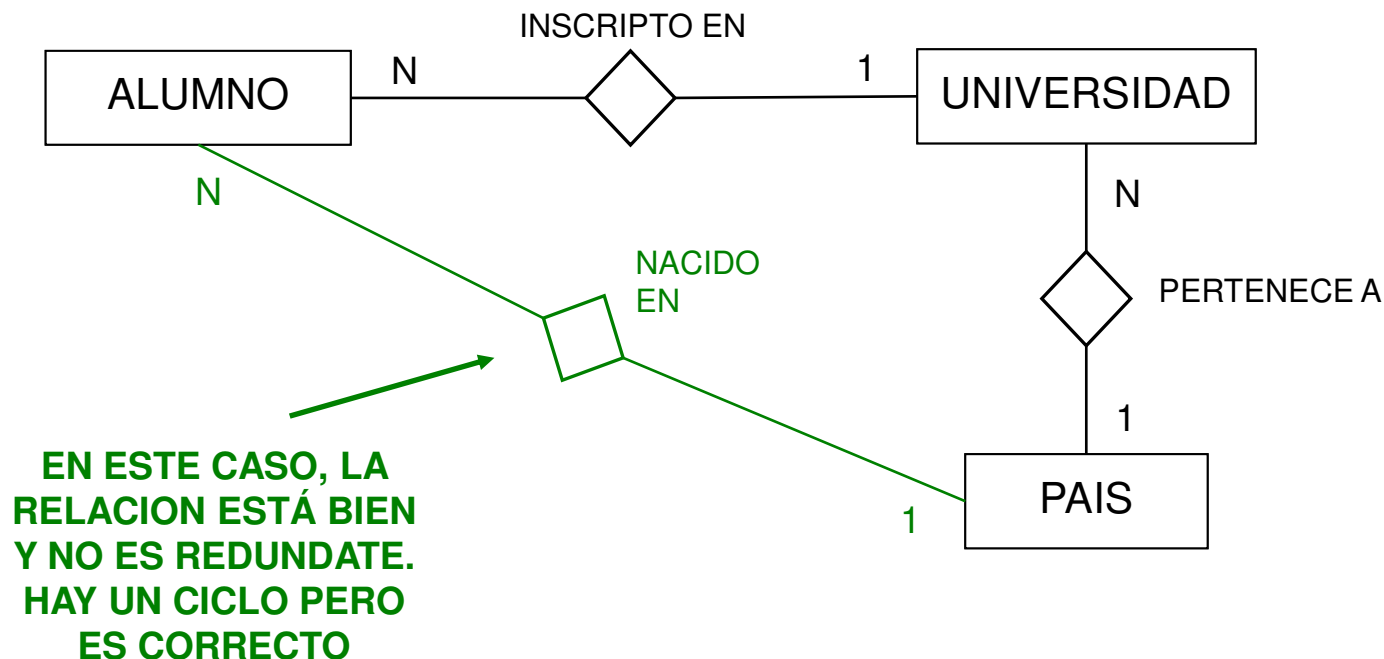 INSCRIPTO EN
ALUMNO
N
1
UNIVERSIDAD
N
N
NACIDO
EN
PERTENECE A
1
EN ESTE CASO, LA
RELACION ESTÁ BIEN
Y NO ES REDUNDATE.
HAY UN CICLO PERO
ES CORRECTO
1
PAIS